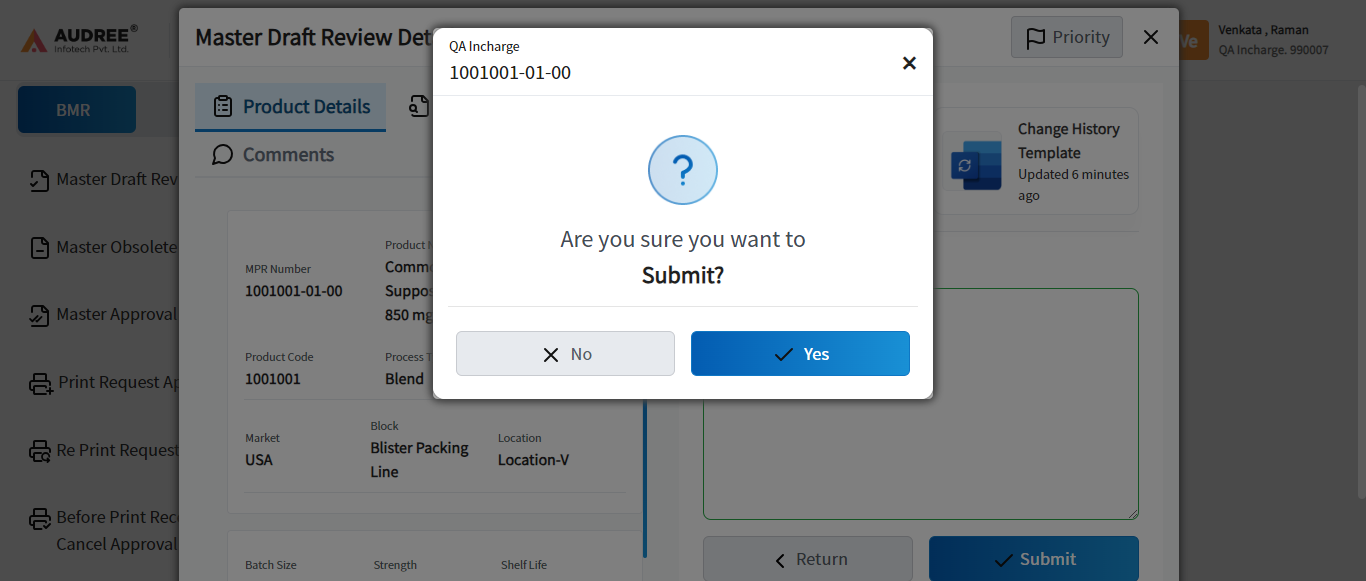 AUDREE®
Infotech Pvt. Ltd.
Master Draft Review Det
Priority
Ve
Venkata , Raman
QA Incharge. 990007
QA Incharge
1001001-01-00
BMR
Product Details
Comments
Change History
Template
Updated 6 minutes
ago
Master Draft Rev
Master Obsolete
Master Approval
Print Request Ap
Re Print Request
Before Print Rec
Cancel Approval
?
Are you sure you want to
Submit?
No
Yes
MPR Number
1001001-01-00
Product
Comm
Suppos
850 mg
Product Code
1001001
Process T
Blend
Market
USA
Block
Blister Packing
Line
Location
Location-V
Batch Size
Strength
Shelf Life
Return
Submit